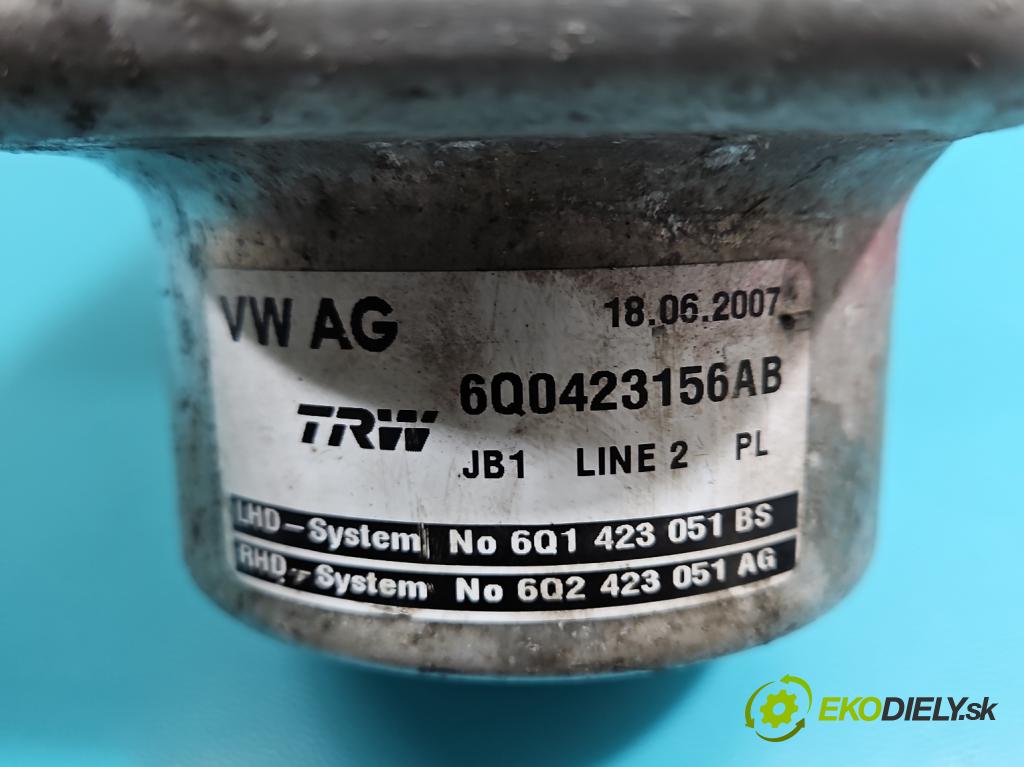 VW AG 18.06.2007
6Q0423156AB
TRW
JB1 LINE 2 PL
LHD-System No 6Q1 423 051 BS
RHD-System No 6Q2 423 051 AG
EKODIELY.sk